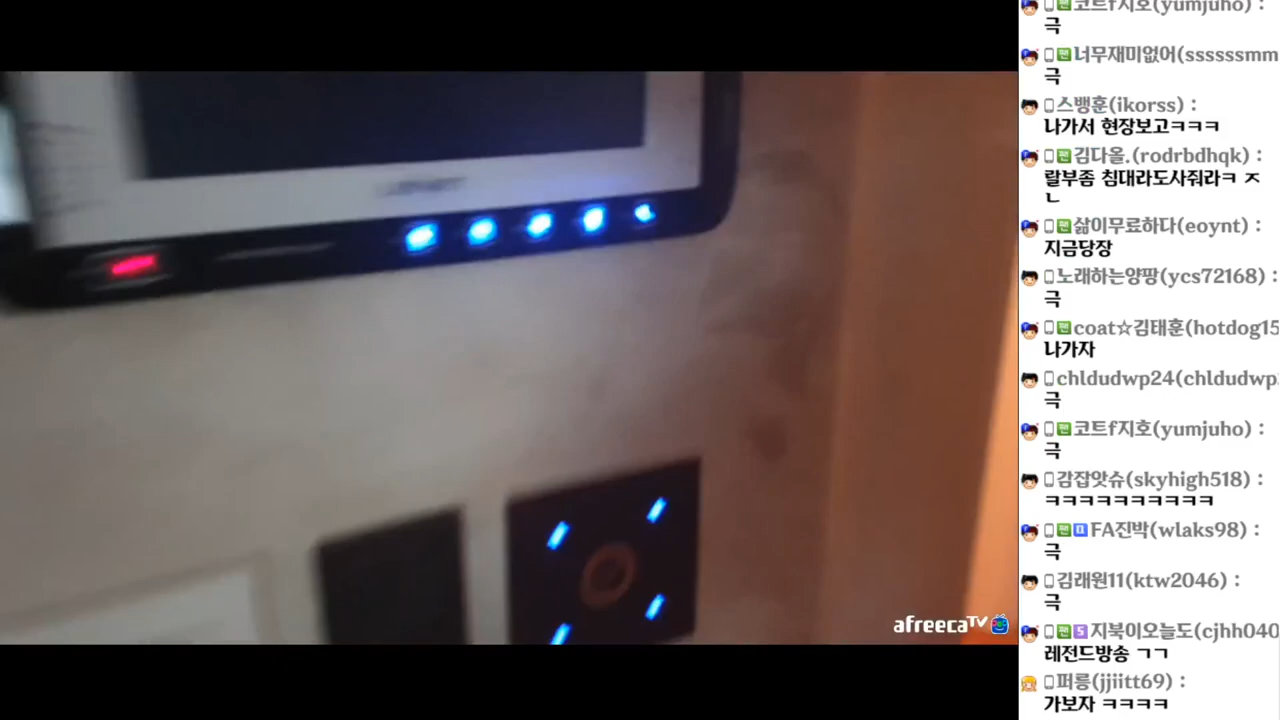 코트f지호(yumjuho) :
극
너무재미없어(ssssssmm
극
스뱅훈(ikorss) :
나가서 현장보고ㅋㅋㅋ
김다올.(rodrbdhqk) :
랄부좀 침대라도사줘라ㅋ ㅈ
ㄴ
삶이무료하다(eoynt) :
지금당장
노래하는양팡(ycs72168) :
극
coat☆김태훈(hotdog15
나가자
chldudwp24(chldudwp
극
코트f지호(yumjuho) :
극
감잡앗슈(skyhigh518) :
ㅋㅋㅋㅋㅋㅋㅋㅋㅋㅋ
FA진박(wlaks98) :
극
김래원11(ktw2046) :
극
afreecaTV
지북이오늘도(cjhh040
레전드방송 ㄱㄱ
퍼릉(jjiitt69) :
가보자 ㅋㅋㅋㅋ